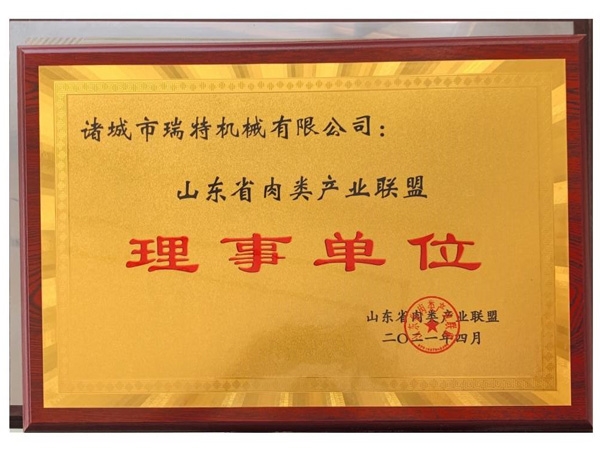 诸城市瑞特机械有限公司：
山东省肉类产业联盟
理事单位
山东省肉类产业联盟
二〇二一年四月